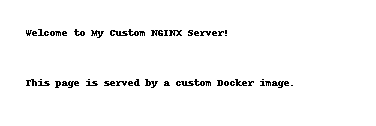 Welcome to My Custom NGINX Server!
This page is served by a custom Docker image.